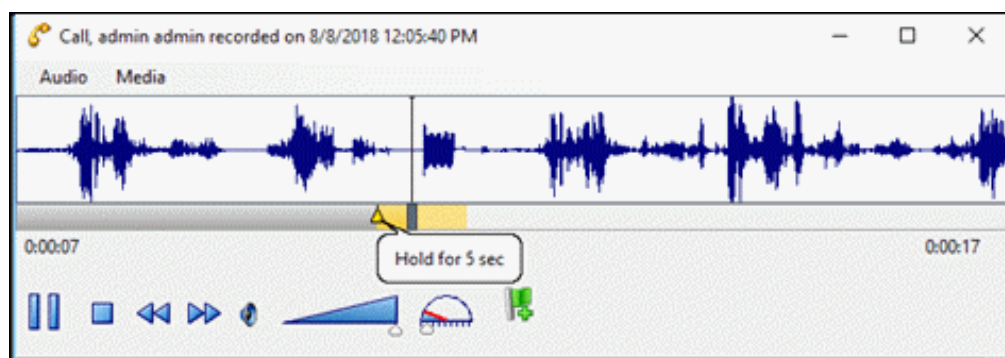 Call, admin admin recorded on 8/8/2018 12:05:40 PM
Audio Media
0:00:07 0:00:17
Hold for 5 sec